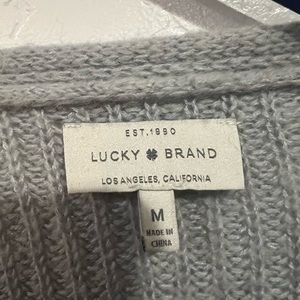 EST.1990
LUCKY BRAND
LOS ANGELES, CALIFORNIA
M
MADE IN
CHINA